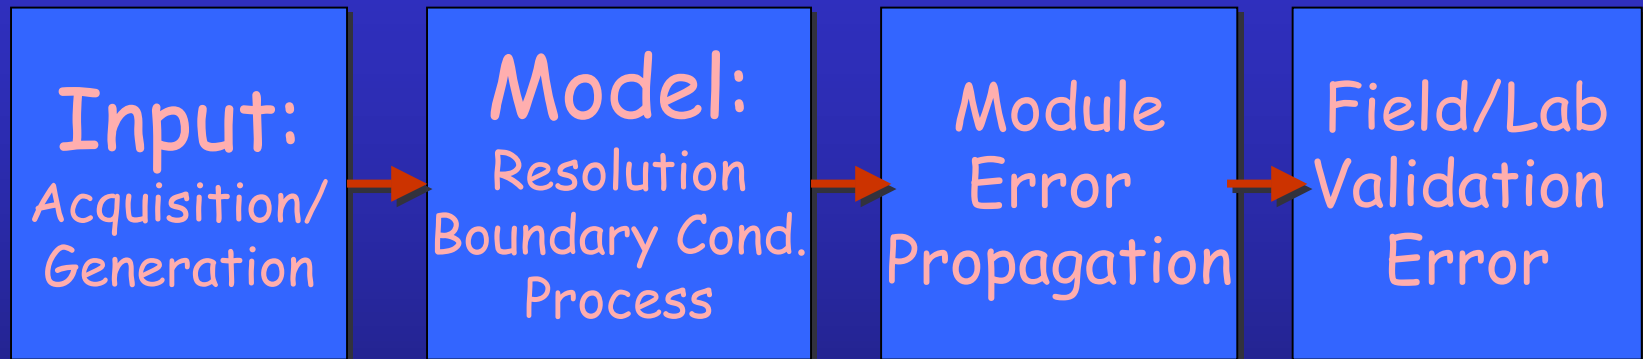 Input:
Acquisition/
Generation
Model:
Resolution
Boundary Cond.
Process
Module
Error
Propagation
Field/Lab
Validation
Error